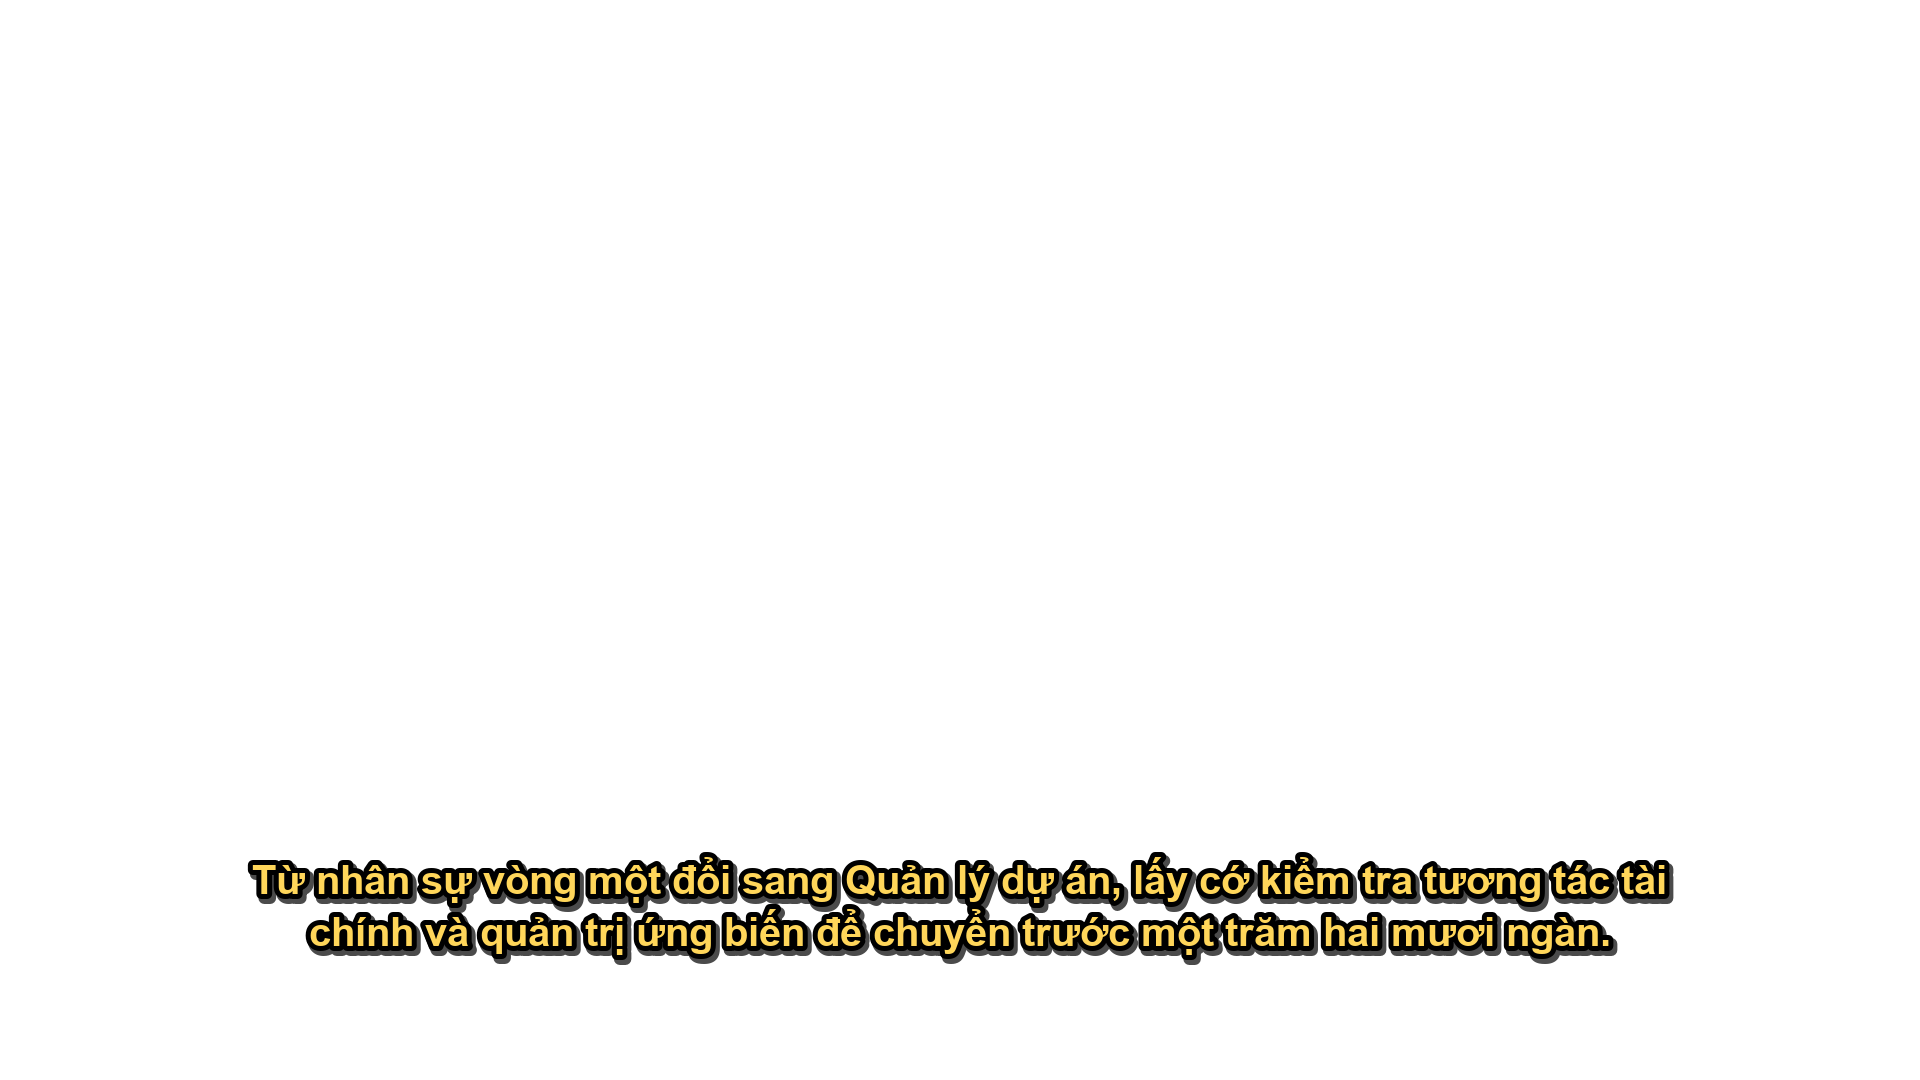 Từ nhân sự vòng một đổi sang Quản lý dự án, lấy cớ kiểm tra tương tác tài
chính và quản trị ứng biến để chuyển trước một trăm hai mươi ngàn.